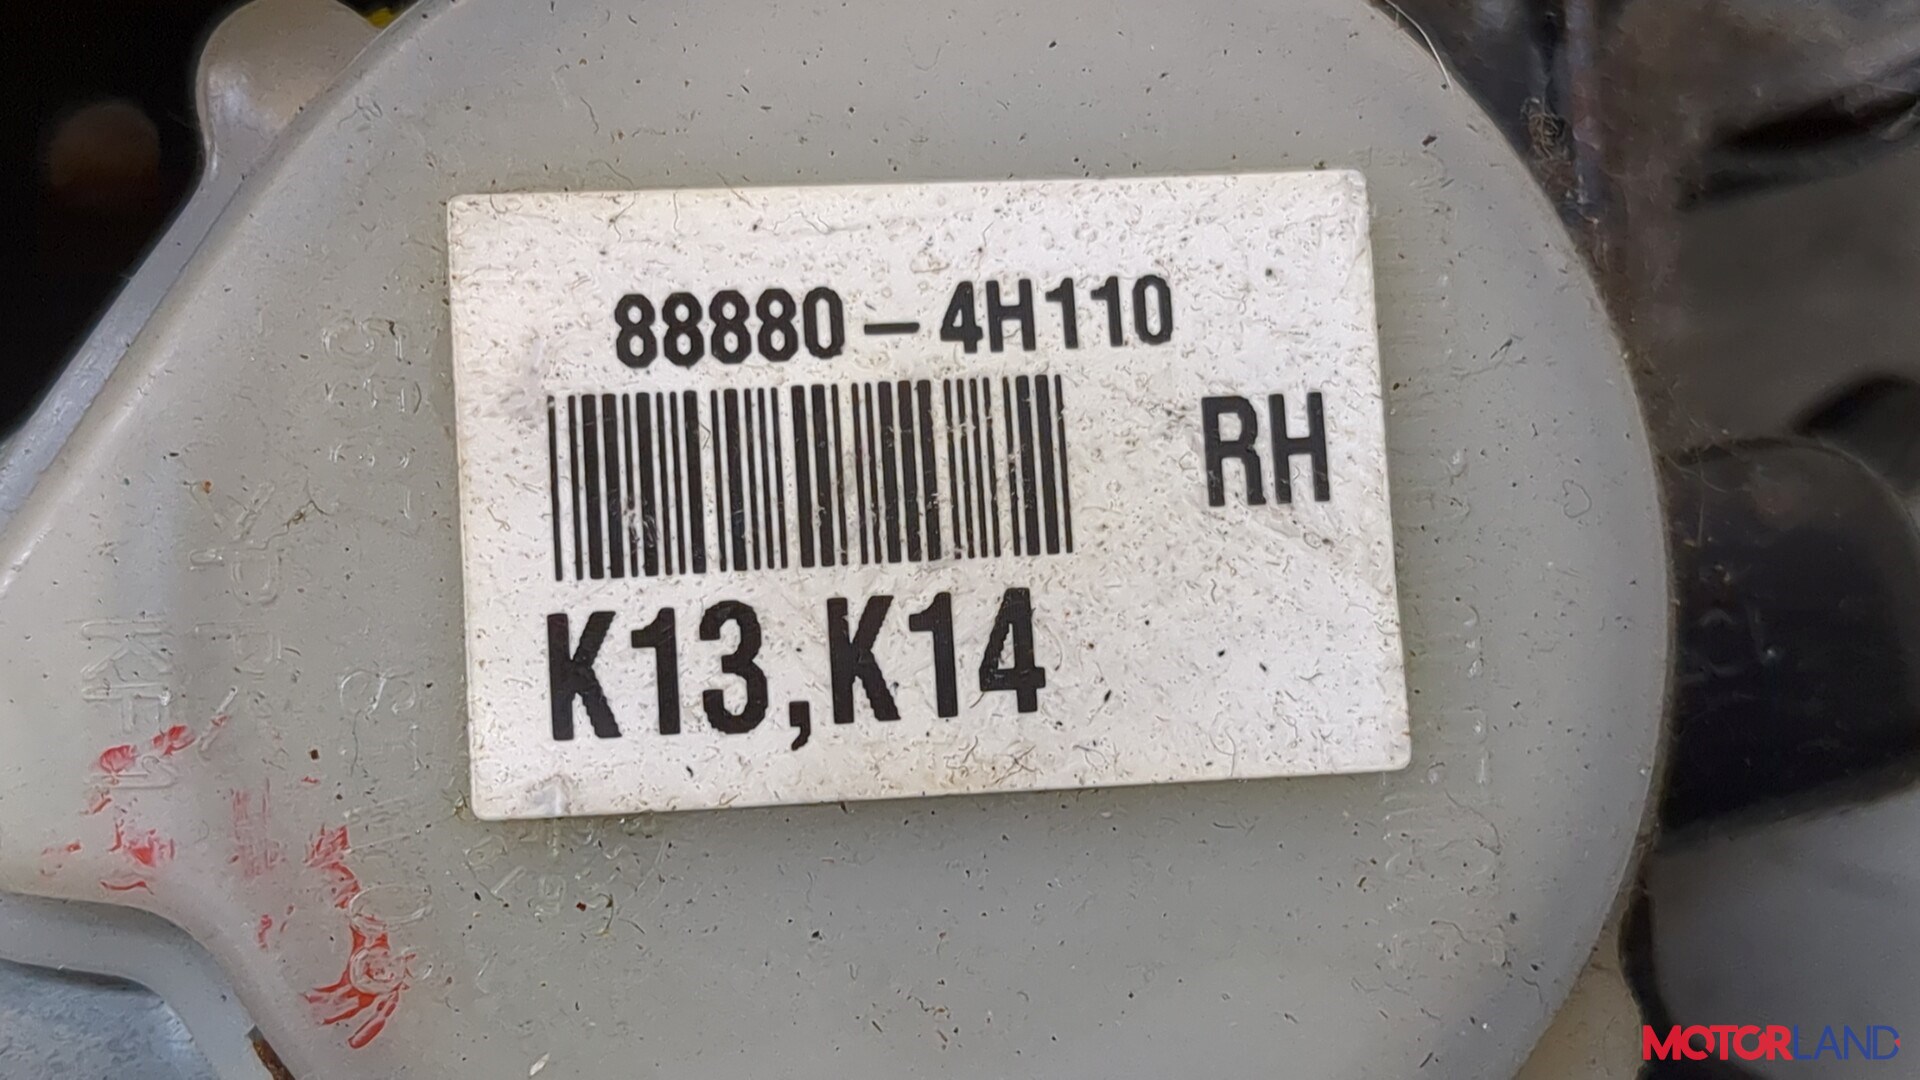 88880-4H110
RH
K13,K14
MOTORLAND